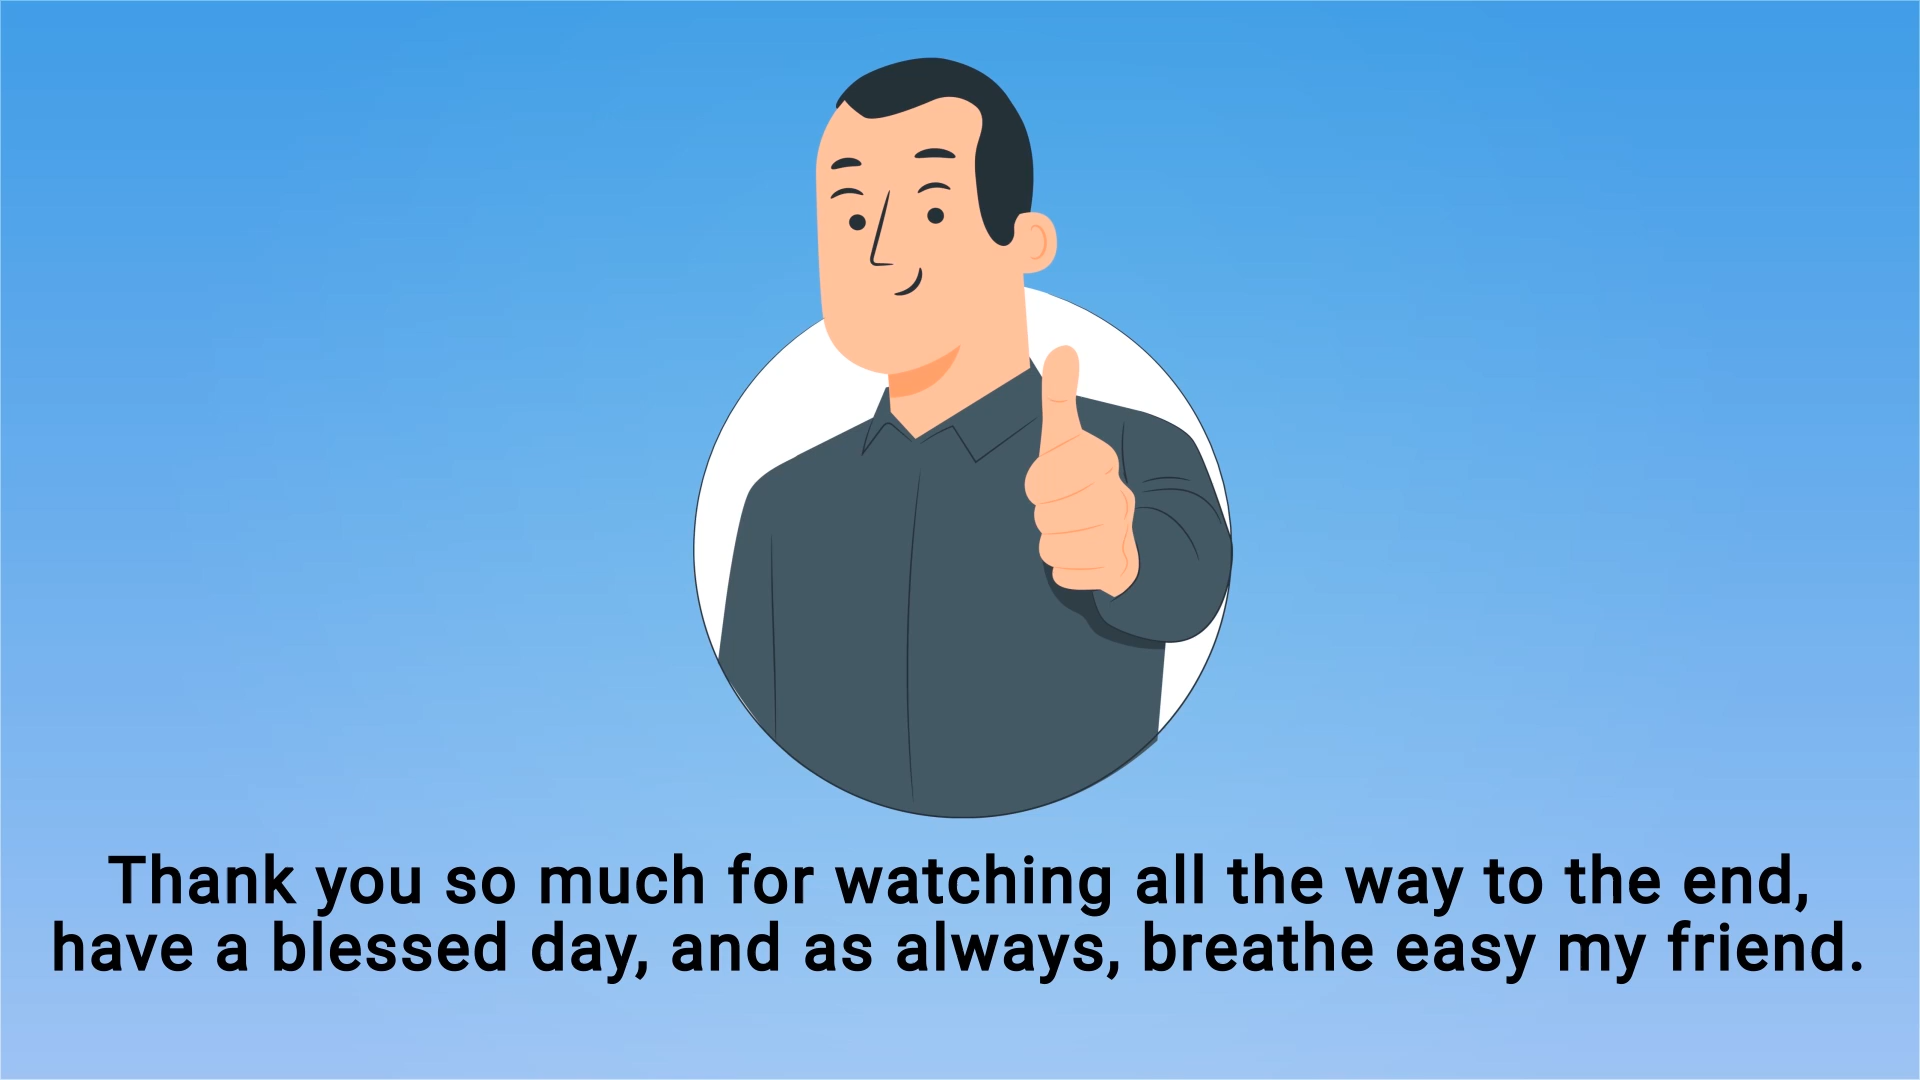 Thank you so much for watching all the way to the end,
have a blessed day, and as always, breathe easy my friend.